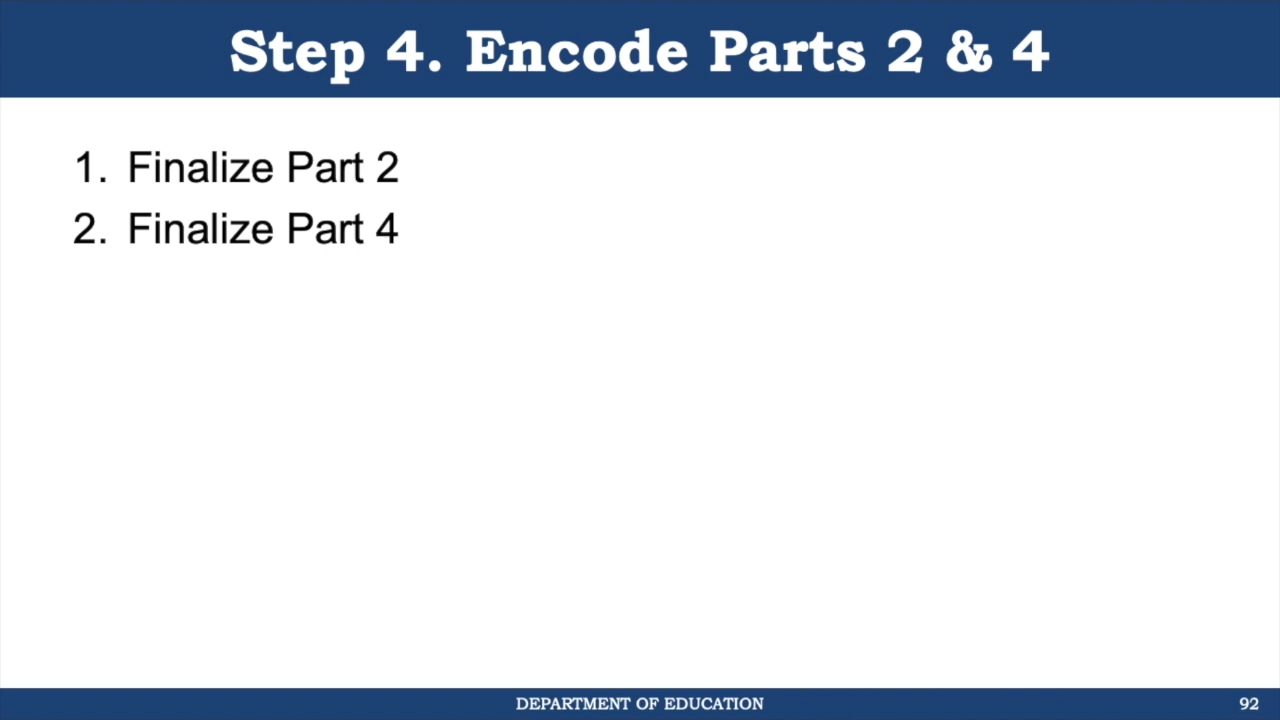 Step 4. Encode Parts 2 & 4
1. Finalize Part 2
2. Finalize Part 4
DEPARTMENT OF EDUCATION
92